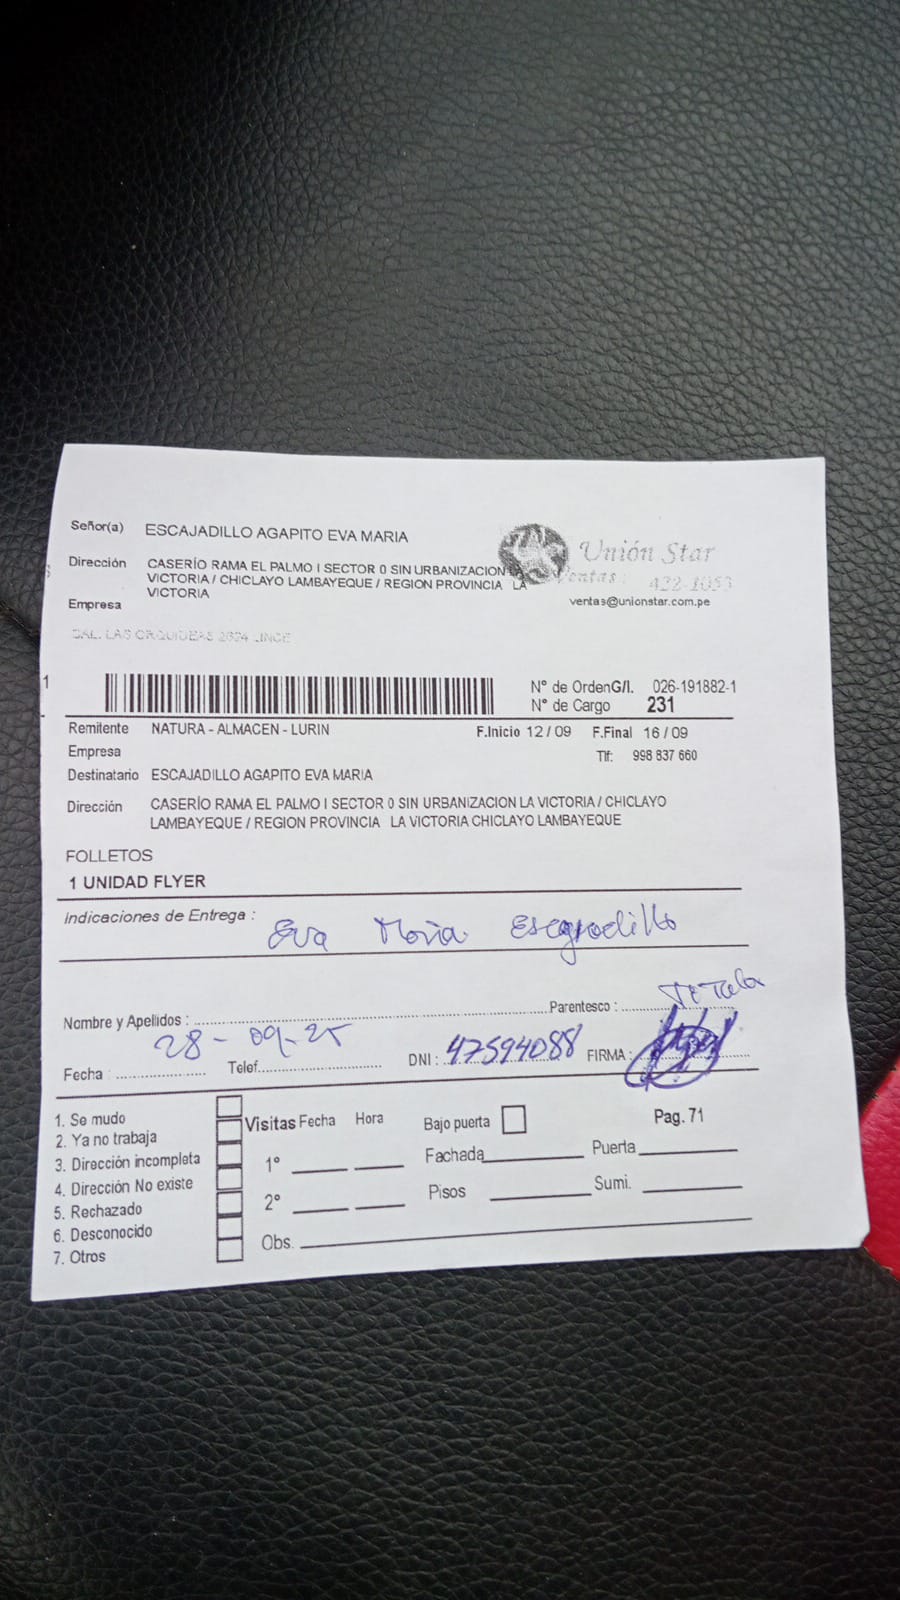 Señor(a) ESCAJADILLO AGAPITO EVA MARIA
Dirección CASERÍO RAMA EL PALMO I SECTOR 0 SIN URBANIZACION LA
VICTORIA / CHICLAYO LAMBAYEQUE / REGION PROVINCIA LA
VICTORIA
Empresa
Unión Star
Ventas: 422-1053
ventas@unionstar.com.pe
CAL. LAS ORQUIDEAS 2634 LINCE
1
N° de OrdenG/I. 026-191882-1
N° de Cargo 231
Remitente NATURA - ALMACEN - LURIN F.Inicio 12 / 09 F.Final 16 / 09
Empresa Tlf: 998 837 660
Destinatario ESCAJADILLO AGAPITO EVA MARIA
Dirección CASERÍO RAMA EL PALMO I SECTOR 0 SIN URBANIZACION LA VICTORIA / CHICLAYO
LAMBAYEQUE / REGION PROVINCIA LA VICTORIA CHICLAYO LAMBAYEQUE
FOLLETOS
1 UNIDAD FLYER
Indicaciones de Entrega :
Eva Maria
Nombre y Apellidos : Parentesco :
Fecha 28-09-25 Telef. DNI : 47594088 FIRMA :
1. Se mudo
2. Ya no trabaja
3. Dirección incompleta
4. Dirección No existe
5. Rechazado
6. Desconocido
7. Otros
Visitas Fecha Hora
1°
2°
Obs.
Bajo puerta
Pag. 71
Fachada Puerta
Pisos Sumi.